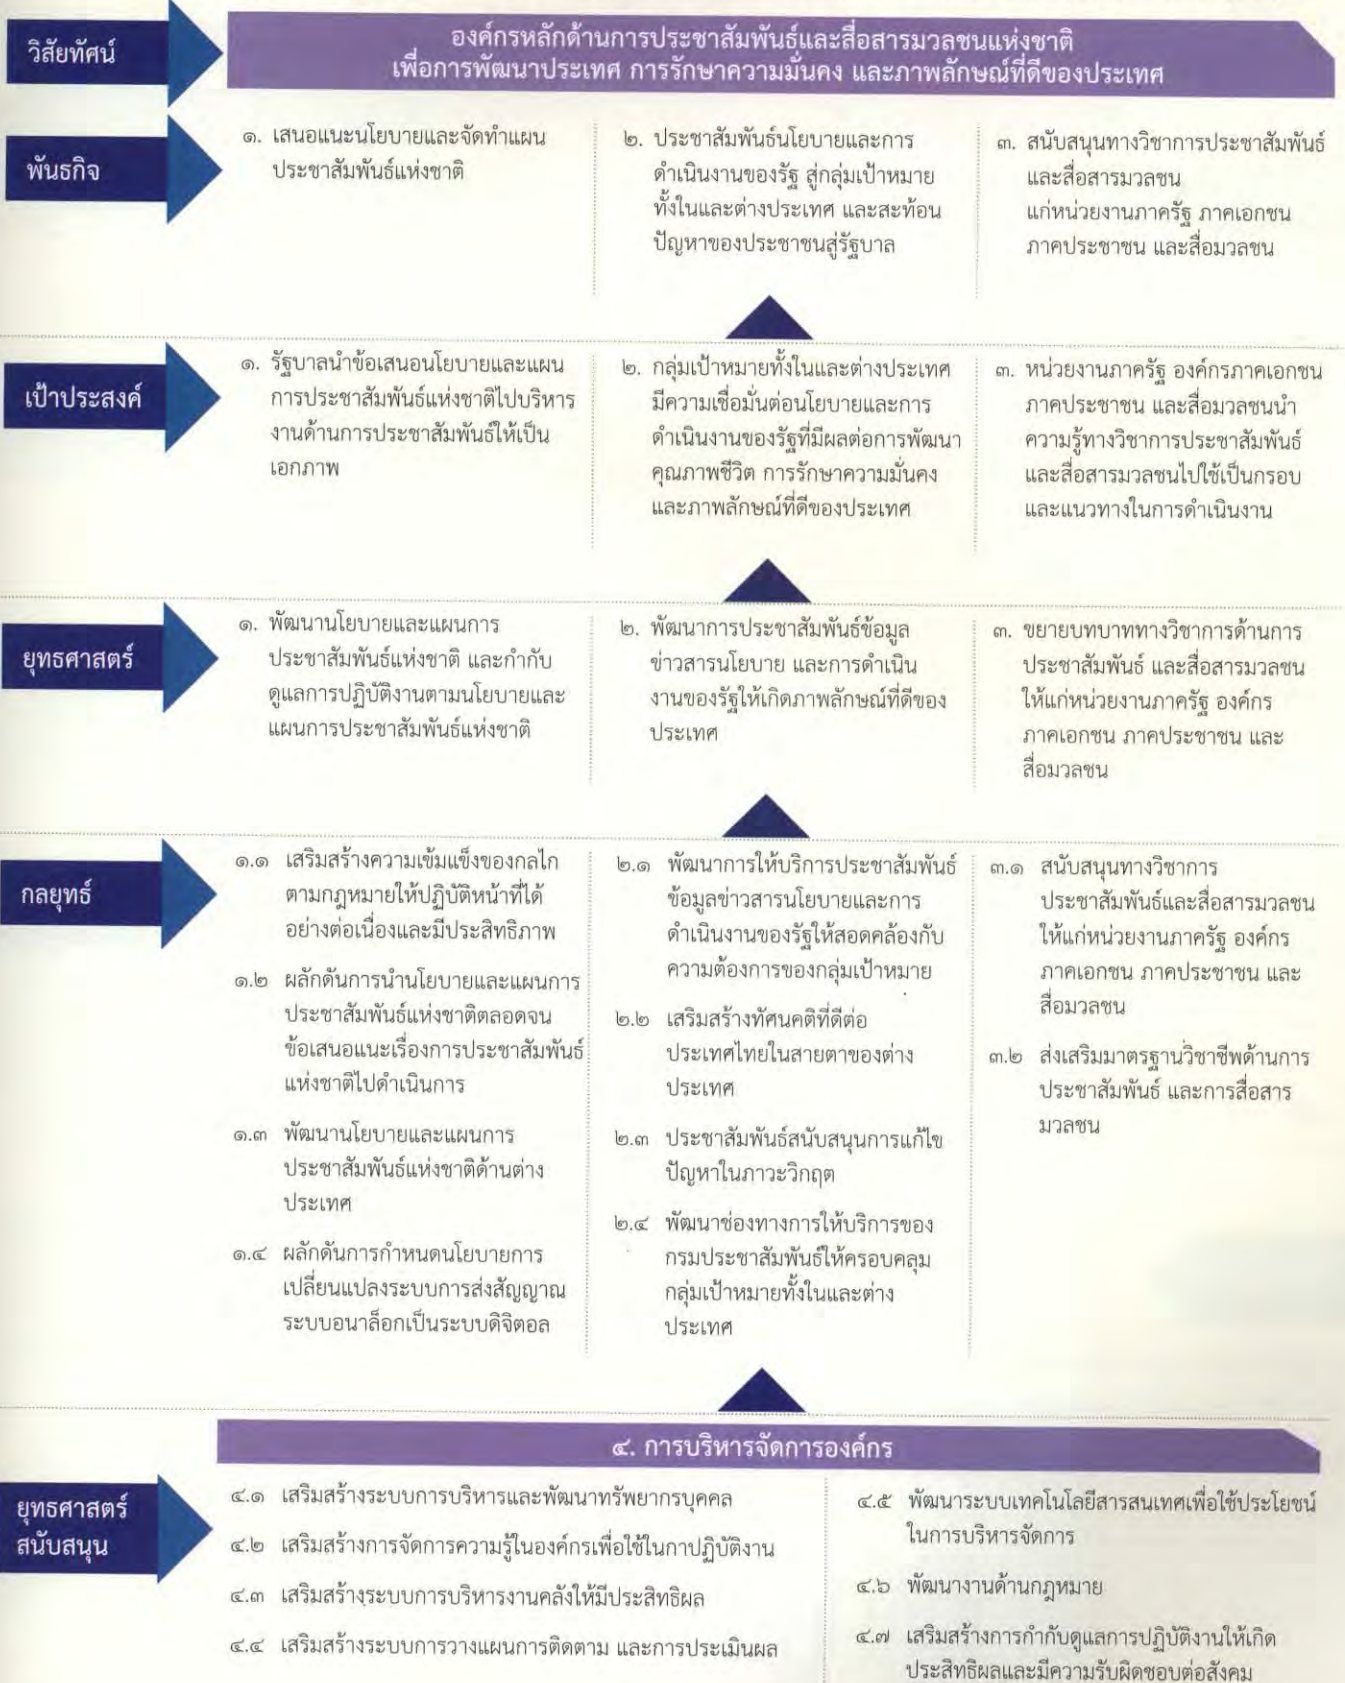 วิสัยทัศน์
องค์กรหลักด้านการประชาสัมพันธ์และสื่อสารมวลชนแห่งชาติ
เพื่อการพัฒนาประเทศ การรักษาความมั่นคง และภาพลักษณ์ที่ดีของประเทศ
พันธกิจ
๑. เสนอแนะนโยบายและจัดทำแผน
ประชาสัมพันธ์แห่งชาติ
๒. ประชาสัมพันธ์นโยบายและการ
ดำเนินงานของรัฐ สู่กลุ่มเป้าหมาย
ทั้งในและต่างประเทศ และสะท้อน
ปัญหาของประชาชนสู่รัฐบาล
๓. สนับสนุนทางวิชาการประชาสัมพันธ์
และสื่อสารมวลชน
แก่หน่วยงานภาครัฐ ภาคเอกชน
ภาคประชาชน และสื่อมวลชน
เป้าประสงค์
๑. รัฐบาลนำข้อเสนอนโยบายและแผน
การประชาสัมพันธ์แห่งชาติไปบริหาร
งานด้านการประชาสัมพันธ์ให้เป็น
เอกภาพ
๒. กลุ่มเป้าหมายทั้งในและต่างประเทศ
มีความเชื่อมั่นต่อนโยบายและการ
ดำเนินงานของรัฐที่มีผลต่อการพัฒนา
คุณภาพชีวิต การรักษาความมั่นคง
และภาพลักษณ์ที่ดีของประเทศ
๓. หน่วยงานภาครัฐ องค์กรภาคเอกชน
ภาคประชาชน และสื่อมวลชนนำ
ความรู้ทางวิชาการประชาสัมพันธ์
และสื่อสารมวลชนไปใช้เป็นกรอบ
และแนวทางในการดำเนินงาน
ยุทธศาสตร์
๑. พัฒนานโยบายและแผนการ
ประชาสัมพันธ์แห่งชาติ และกำกับ
ดูแลการปฏิบัติงานตามนโยบายและ
แผนการประชาสัมพันธ์แห่งชาติ
๒. พัฒนาการประชาสัมพันธ์ข้อมูล
ข่าวสารนโยบาย และการดำเนิน
งานของรัฐให้เกิดภาพลักษณ์ที่ดีของ
ประเทศ
๓. ขยายบทบาททางวิชาการด้านการ
ประชาสัมพันธ์ และสื่อสารมวลชน
ให้แก่หน่วยงานภาครัฐ องค์กร
ภาคเอกชน ภาคประชาชน และ
สื่อมวลชน
กลยุทธ์
๑.๑ เสริมสร้างความเข้มแข็งของกลไก
ตามกฎหมายให้ปฏิบัติหน้าที่ได้
อย่างต่อเนื่องและมีประสิทธิภาพ
๑.๒ ผลักดันการนำนโยบายและแผนการ
ประชาสัมพันธ์แห่งชาติตลอดจน
ข้อเสนอแนะเรื่องการประชาสัมพันธ์
แห่งชาติไปดำเนินการ
๑.๓ พัฒนานโยบายและแผนการ
ประชาสัมพันธ์แห่งชาติด้านต่าง
ประเทศ
๑.๔ ผลักดันการกำหนดนโยบายการ
เปลี่ยนแปลงระบบการส่งสัญญาณ
ระบบอนาล็อกเป็นระบบดิจิตอล
๒.๑ พัฒนาการให้บริการประชาสัมพันธ์
ข้อมูลข่าวสารนโยบายและการ
ดำเนินงานของรัฐให้สอดคล้องกับ
ความต้องการของกลุ่มเป้าหมาย
๒.๒ เสริมสร้างทัศนคติที่ดีต่อ
ประเทศไทยในสายตาของต่าง
ประเทศ
๒.๓ ประชาสัมพันธ์สนับสนุนการแก้ไข
ปัญหาในภาวะวิกฤต
๒.๔ พัฒนาช่องทางการให้บริการของ
กรมประชาสัมพันธ์ให้ครอบคลุม
กลุ่มเป้าหมายทั้งในและต่าง
ประเทศ
๓.๑ สนับสนุนทางวิชาการ
ประชาสัมพันธ์และสื่อสารมวลชน
ให้แก่หน่วยงานภาครัฐ องค์กร
ภาคเอกชน ภาคประชาชน และ
สื่อมวลชน
๓.๒ ส่งเสริมมาตรฐานวิชาชีพด้านการ
ประชาสัมพันธ์ และการสื่อสาร
มวลชน
๔. การบริหารจัดการองค์กร
ยุทธศาสตร์
สนับสนุน
๔.๑ เสริมสร้างระบบการบริหารและพัฒนาทรัพยากรบุคคล
๔.๒ เสริมสร้างการจัดการความรู้ในองค์กรเพื่อใช้ในกาปฏิบัติงาน
๔.๓ เสริมสร้างระบบการบริหารงานคลังให้มีประสิทธิผล
๔.๔ เสริมสร้างระบบการวางแผนการติดตาม และการประเมินผล
๔.๕ พัฒนาระบบเทคโนโลยีสารสนเทศเพื่อใช้ประโยชน์
ในการบริหารจัดการ
๔.๖ พัฒนางานด้านกฎหมาย
๔.๗ เสริมสร้างการกำกับดูแลการปฏิบัติงานให้เกิด
ประสิทธิผลและมีความรับผิดชอบต่อสังคม